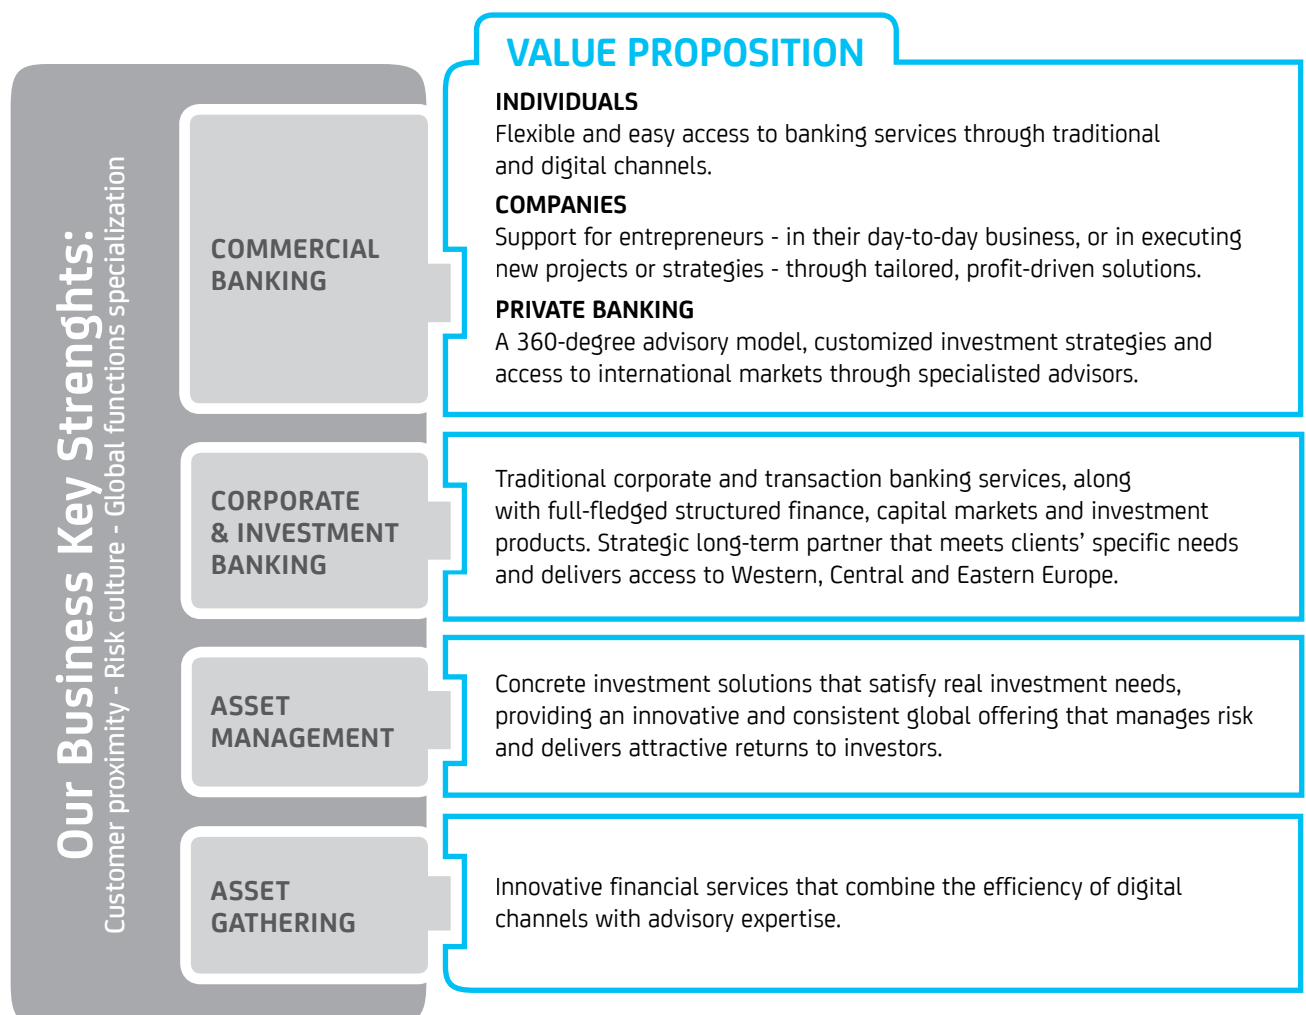 Our Business Key Strenghts:
Customer proximity - Risk culture - Global functions specialization
VALUE PROPOSITION
COMMERCIAL
BANKING
INDIVIDUALS
Flexible and easy access to banking services through traditional
and digital channels.
COMPANIES
Support for entrepreneurs - in their day-to-day business, or in executing
new projects or strategies - through tailored, profit-driven solutions.
PRIVATE BANKING
A 360-degree advisory model, customized investment strategies and
access to international markets through specialisted advisors.
CORPORATE
& INVESTMENT
BANKING
Traditional corporate and transaction banking services, along
with full-fledged structured finance, capital markets and investment
products. Strategic long-term partner that meets clients’ specific needs
and delivers access to Western, Central and Eastern Europe.
ASSET
MANAGEMENT
Concrete investment solutions that satisfy real investment needs,
providing an innovative and consistent global offering that manages risk
and delivers attractive returns to investors.
ASSET
GATHERING
Innovative financial services that combine the efficiency of digital
channels with advisory expertise.